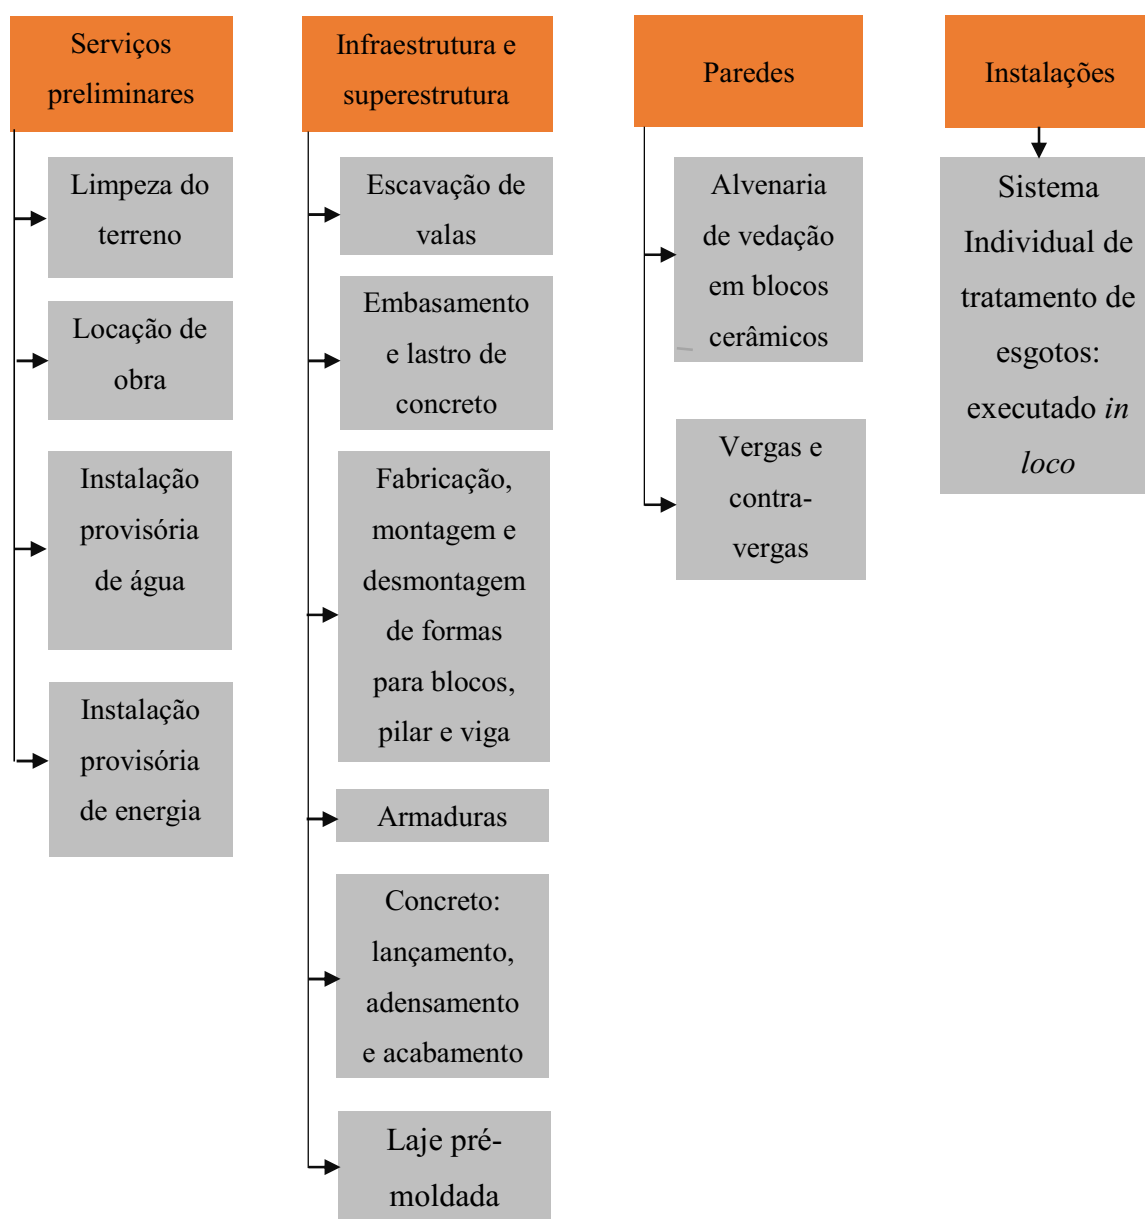 Serviços
preliminares
Limpeza do
terreno
Locação de
obra
Instalação
provisória
de água
Instalação
provisória
de energia
Infraestrutura e
superestrutura
Escavação de
valas
Embasamento
e lastro de
concreto
Fabricação,
montagem e
desmontagem
de formas
para blocos,
pilar e viga
Armaduras
Concreto:
lançamento,
adensamento
e acabamento
Laje pré-
moldada
Paredes
Alvenaria
de vedação
em blocos
cerâmicos
Vergas e
contra-
vergas
Instalações
Sistema
Individual de
tratamento de
esgotos:
executado in
loco